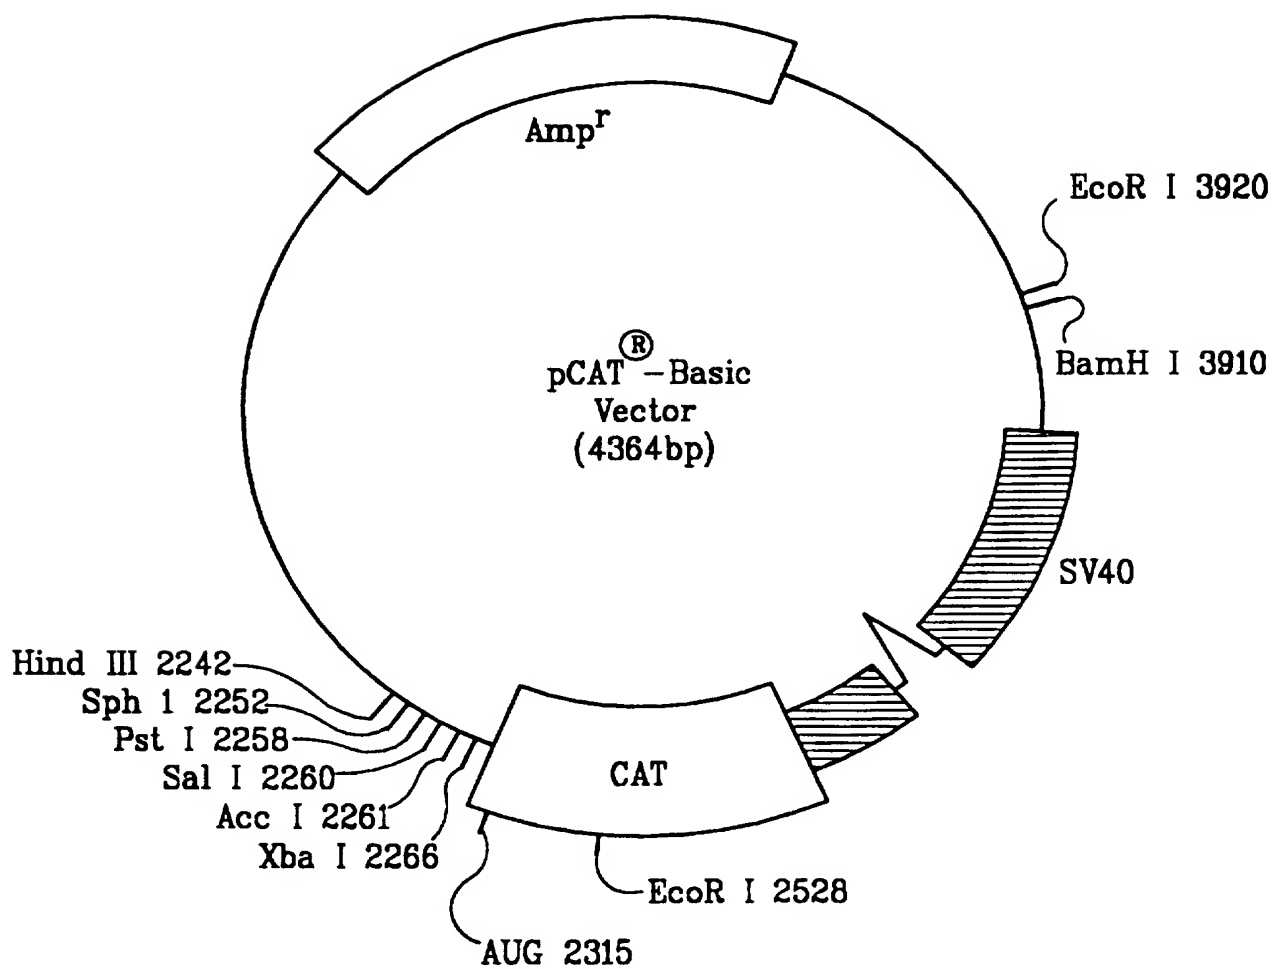 Ampʳ
EcoR I 3920
BamH I 3910
pCAT®-Basic
Vector
(4364bp)
SV40
Hind III 2242
Sph 1 2252
Pst I 2258
Sal I 2260
Acc I 2261
Xba I 2266
CAT
EcoR I 2528
AUG 2315